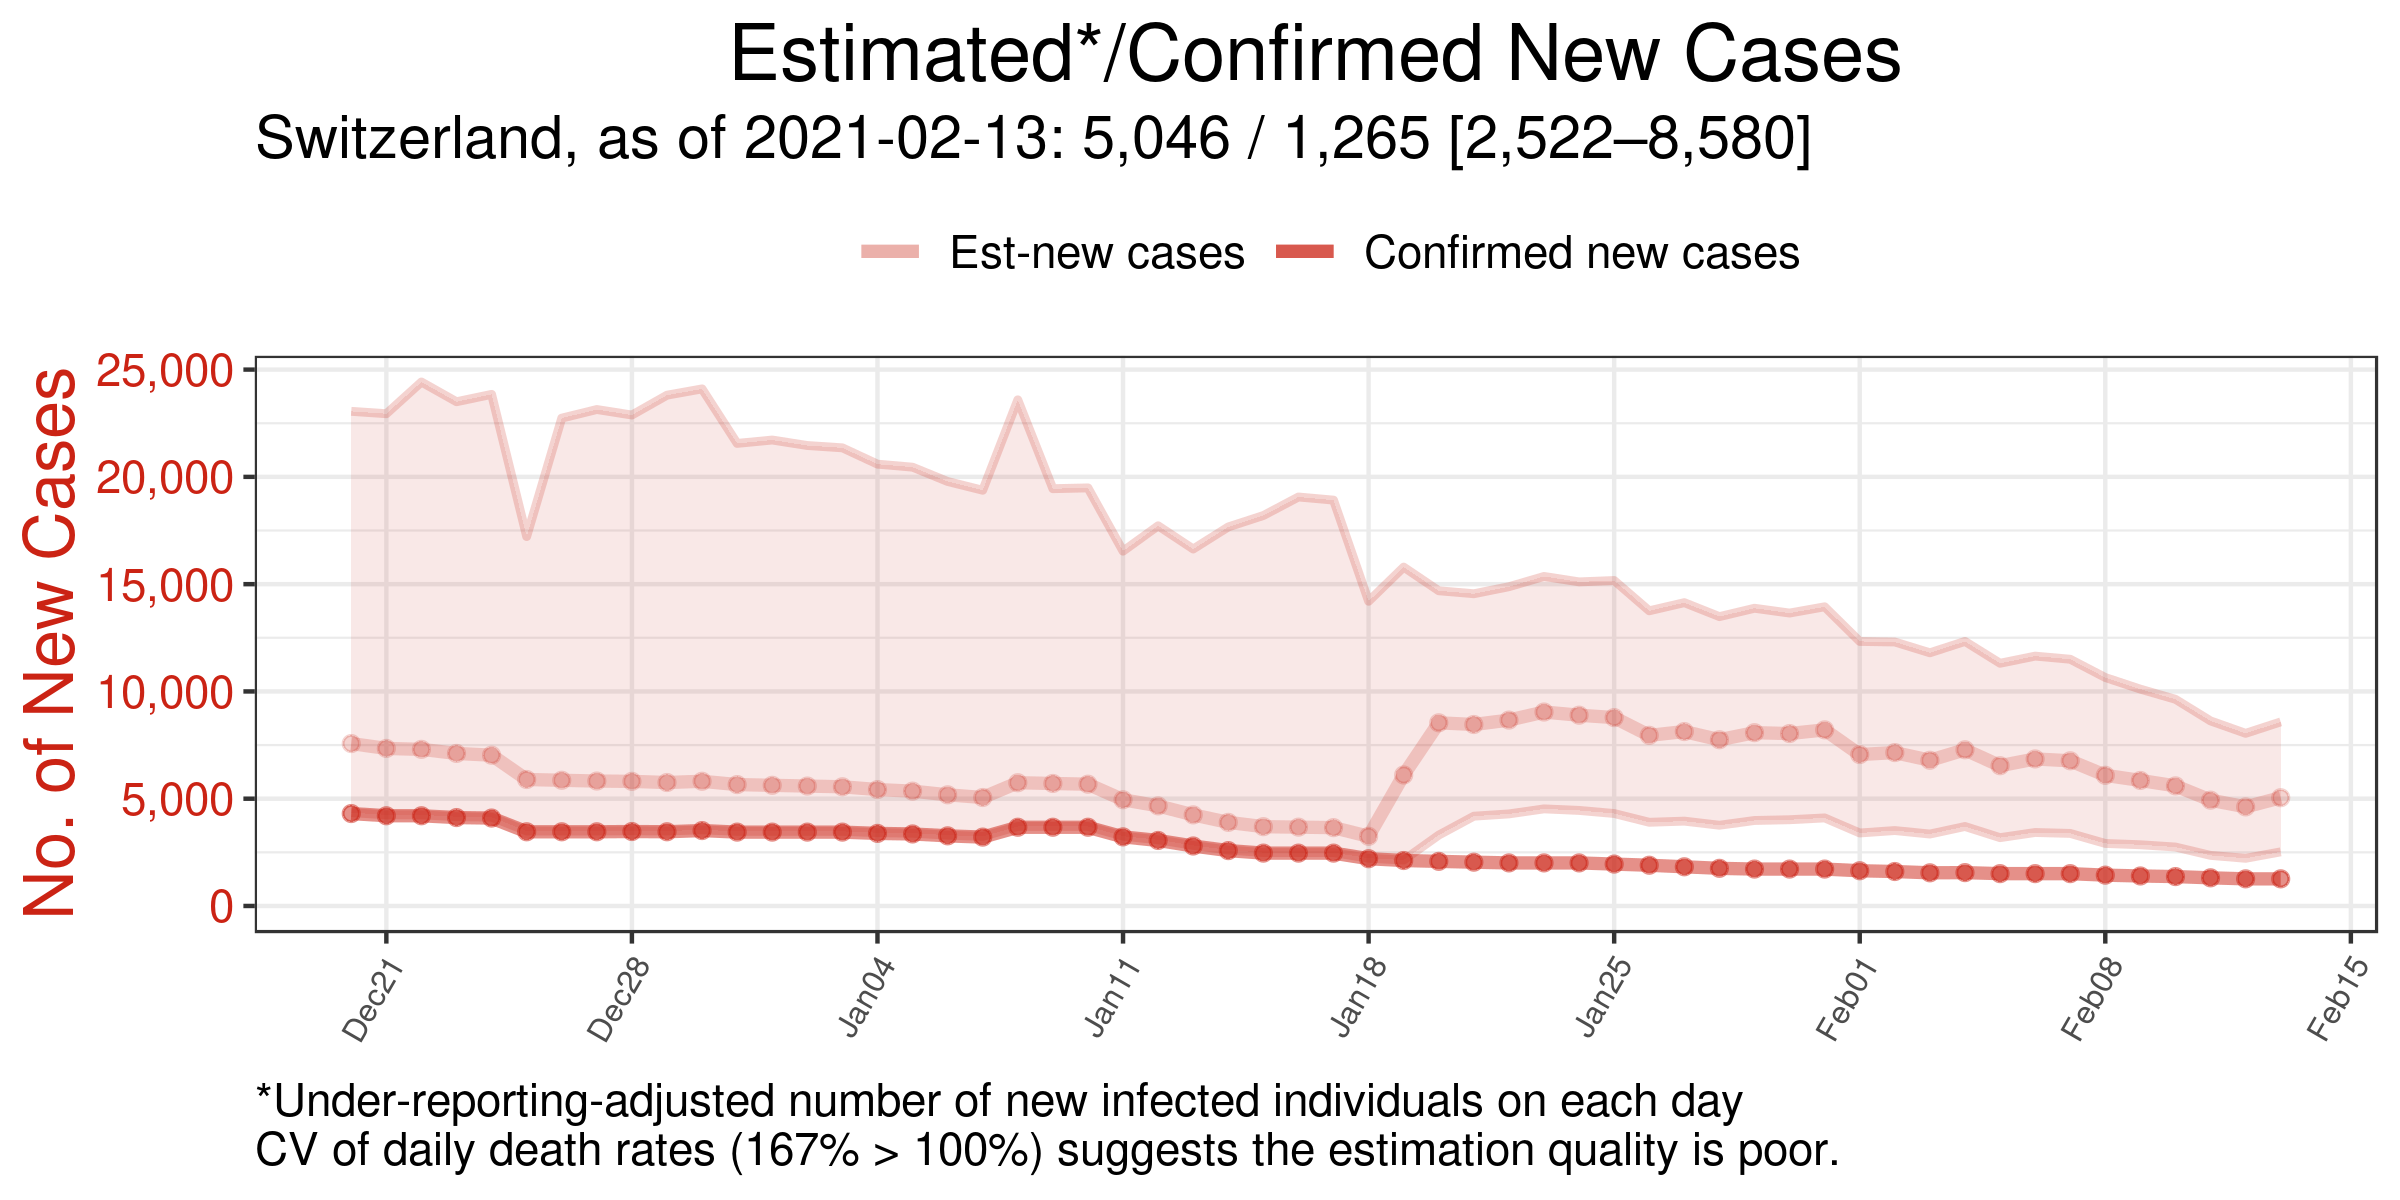 Estimated*/Confirmed New Cases
Switzerland, as of 2021-02-13: 5,046 / 1,265 [2,522–8,580]
Est-new cases
Confirmed new cases
No. of New Cases
25,000
20,000
15,000
10,000
5,000
0
Dec21
Dec28
Jan04
Jan11
Jan18
Jan25
Feb01
Feb08
Feb15
*Under-reporting-adjusted number of new infected individuals on each day
CV of daily death rates (167% > 100%) suggests the estimation quality is poor.